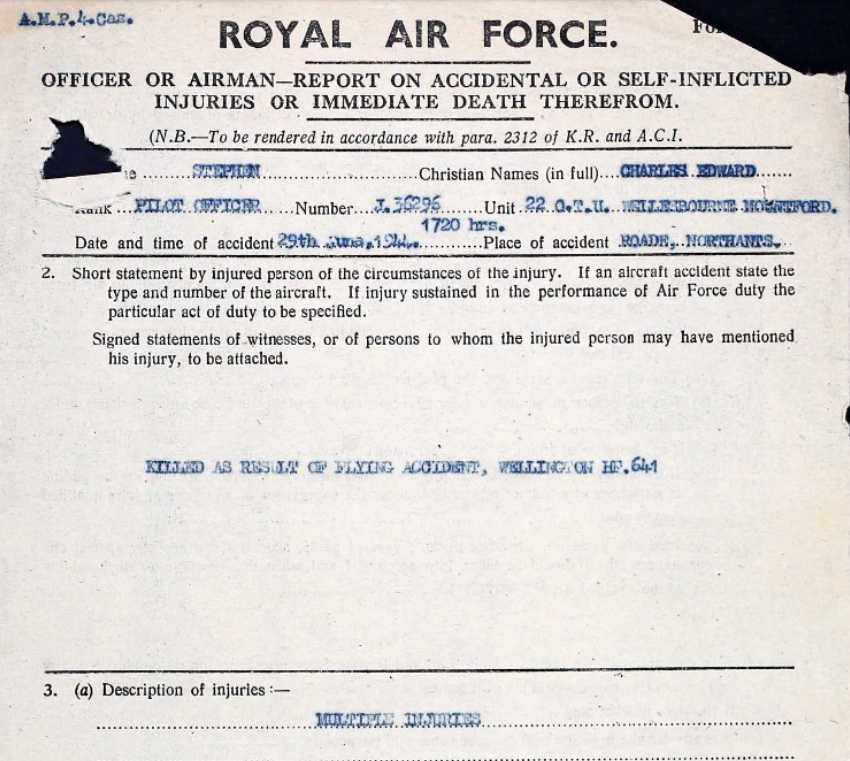 A.M.P.4.Cas.
ROYAL AIR FORCE.
OFFICER OR AIRMAN—REPORT ON ACCIDENTAL OR SELF-INFLICTED
INJURIES OR IMMEDIATE DEATH THEREFROM.
(N.B.—To be rendered in accordance with para. 2312 of K.R. and A.C.I.
STEPHEN Christian Names (in full) CHARLES EDWARD
PILOT OFFICER Number J.36296 Unit 22 O.T.U. WELLESBOURNE MOUNTFORD.
1720 hrs.
Date and time of accident 29th June, 1944. Place of accident ROADE, NORTHANTS.
2. Short statement by injured person of the circumstances of the injury. If an aircraft accident state the
type and number of the aircraft. If injury sustained in the performance of Air Force duty the
particular act of duty to be specified.
Signed statements of witnesses, or of persons to whom the injured person may have mentioned
his injury, to be attached.
KILLED AS RESULT OF FLYING ACCIDENT, WELLINGTON HF.641
3. (a) Description of injuries :—
MULTIPLE INJURIES